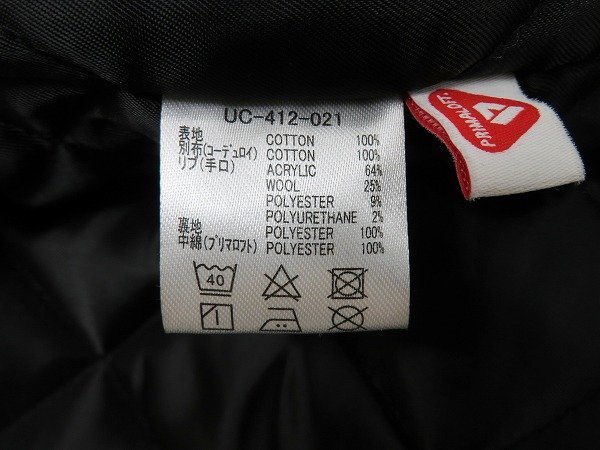 UC-412-021
表地 COTTON 100%
別布(コーデュロイ) COTTON 100%
リブ(手口) ACRYLIC 64%
WOOL 25%
POLYESTER 9%
POLYURETHANE 2%
裏地 POLYESTER 100%
中綿(プリマロフト) POLYESTER 100%
40
PRIMALOFT